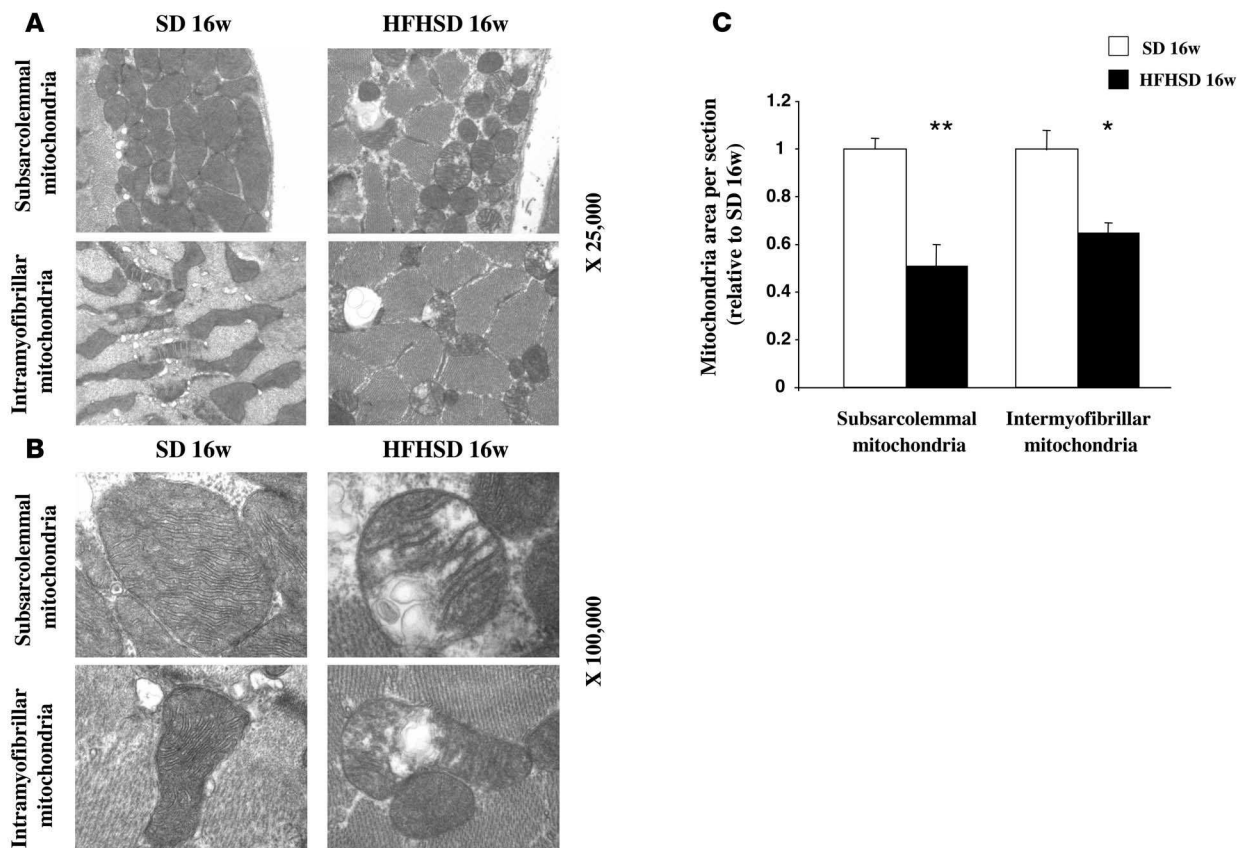 A
SD 16w
HFHSD 16w
Subsarcolemmal
mitochondria
Intramyofibrillar
mitochondria
X 25,000
B
SD 16w
HFHSD 16w
Subsarcolemmal
mitochondria
Intramyofibrillar
mitochondria
X 100,000
C
SD 16w
HFHSD 16w
Mitochondria area per section
(relative to SD 16w)
1.2
1
0.8
0.6
0.4
0.2
0
**
*
Subsarcolemmal
mitochondria
Intermyofibrillar
mitochondria